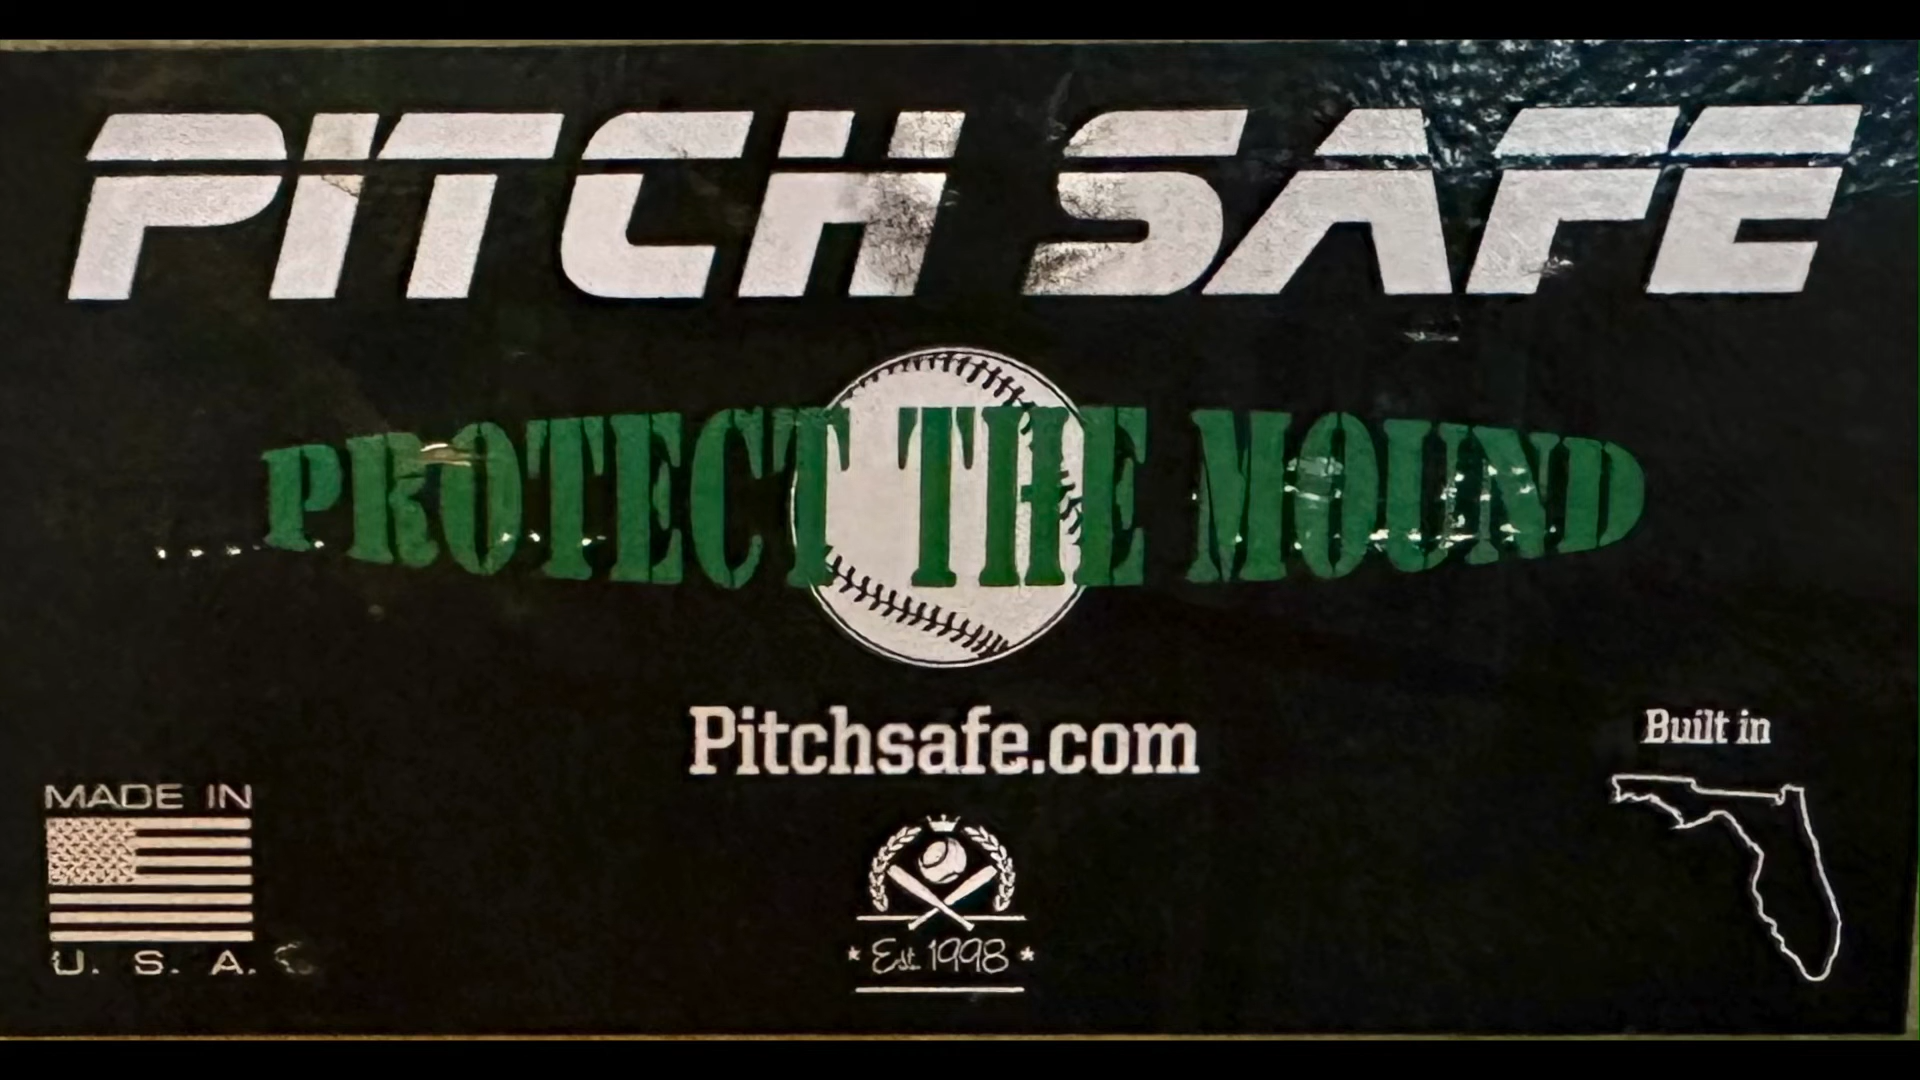 PITCH SAFE
PROTECT THE MOUND
Pitchsafe.com
Built in
MADE IN
U. S. A.
Est. 1998